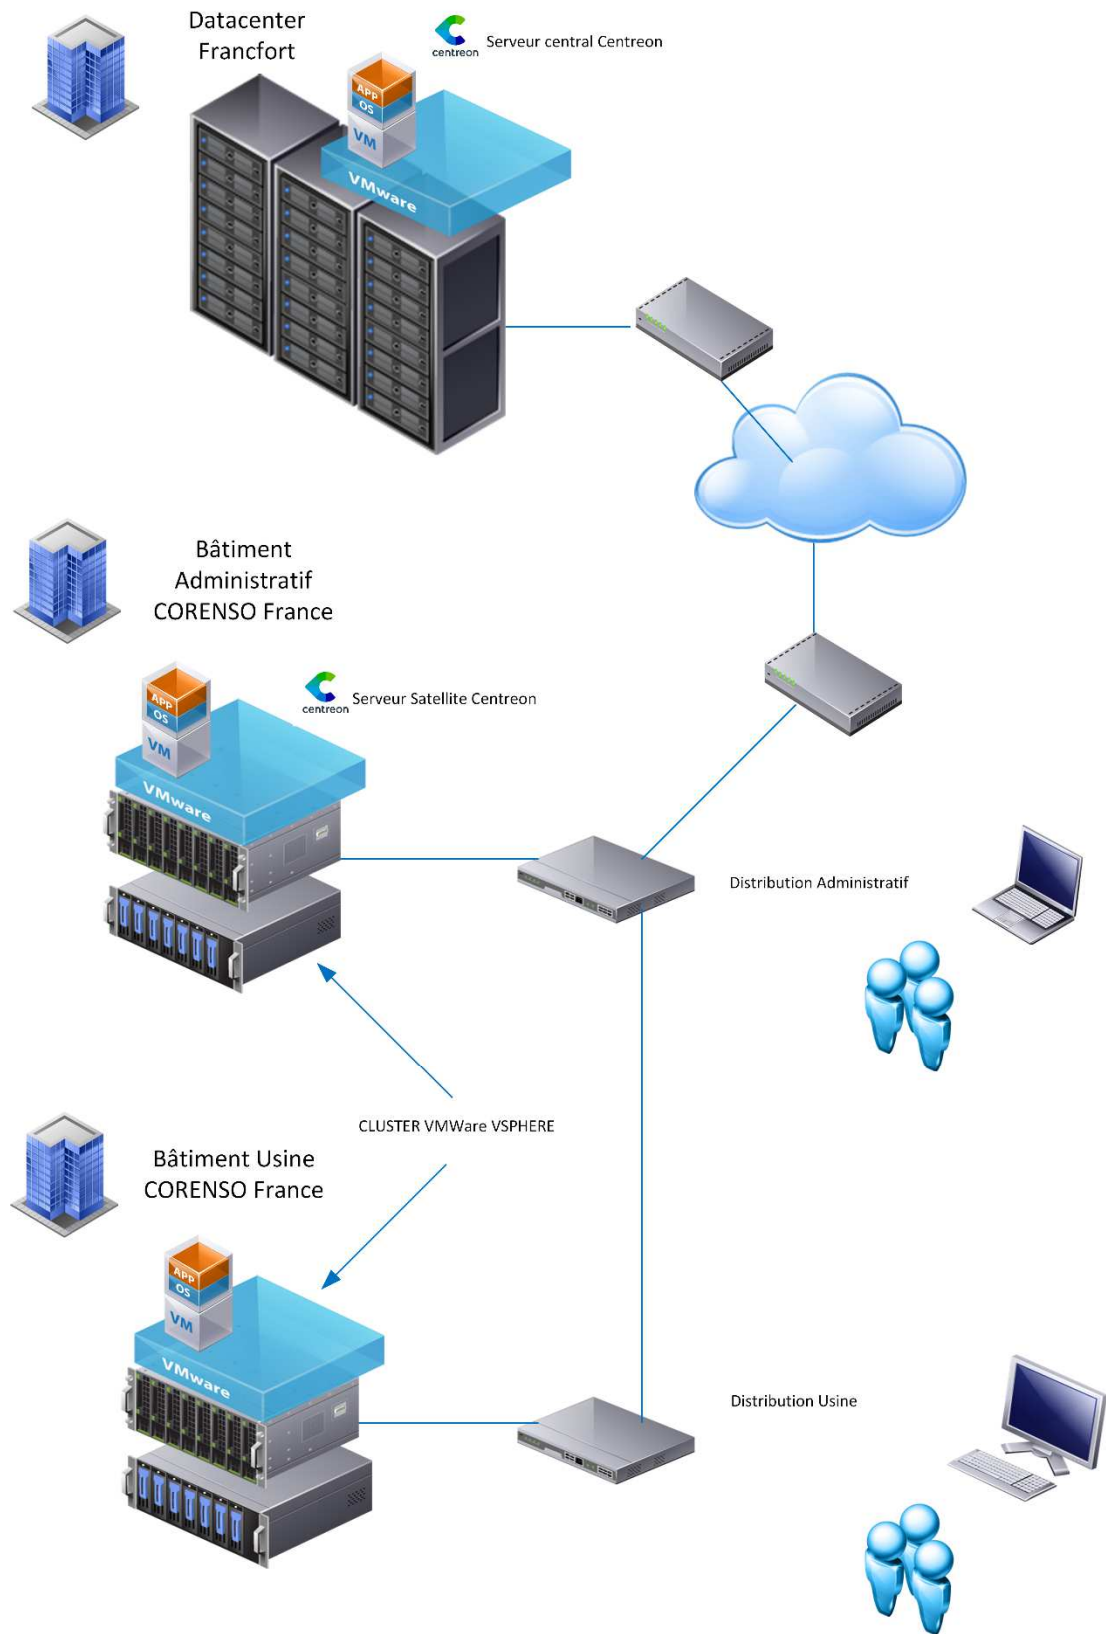 Datacenter
Francfort
centreon
Serveur central Centreon
APP
OS
VM
VMware
Bâtiment
Administratif
CORENSO France
centreon
Serveur Satellite Centreon
APP
OS
VM
VMware
Distribution Administratif
CLUSTER VMWare VSPHERE
Bâtiment Usine
CORENSO France
APP
OS
VM
VMware
Distribution Usine